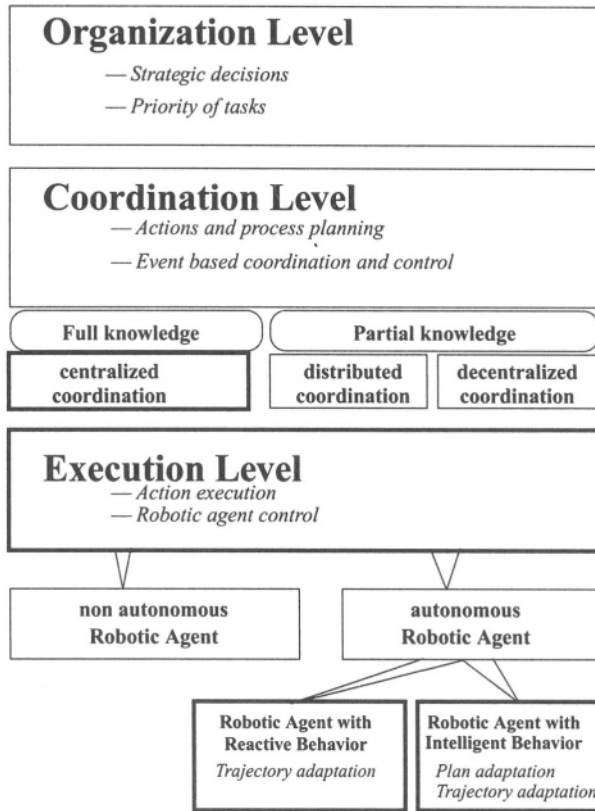 Organization Level
— Strategic decisions
— Priority of tasks
Coordination Level
— Actions and process planning
— Event based coordination and control
Full knowledge
Partial knowledge
centralized
coordination
distributed
coordination
decentralized
coordination
Execution Level
— Action execution
— Robotic agent control
non autonomous
Robotic Agent
autonomous
Robotic Agent
Robotic Agent with
Reactive Behavior
Trajectory adaptation
Robotic Agent with
Intelligent Behavior
Plan adaptation
Trajectory adaptation